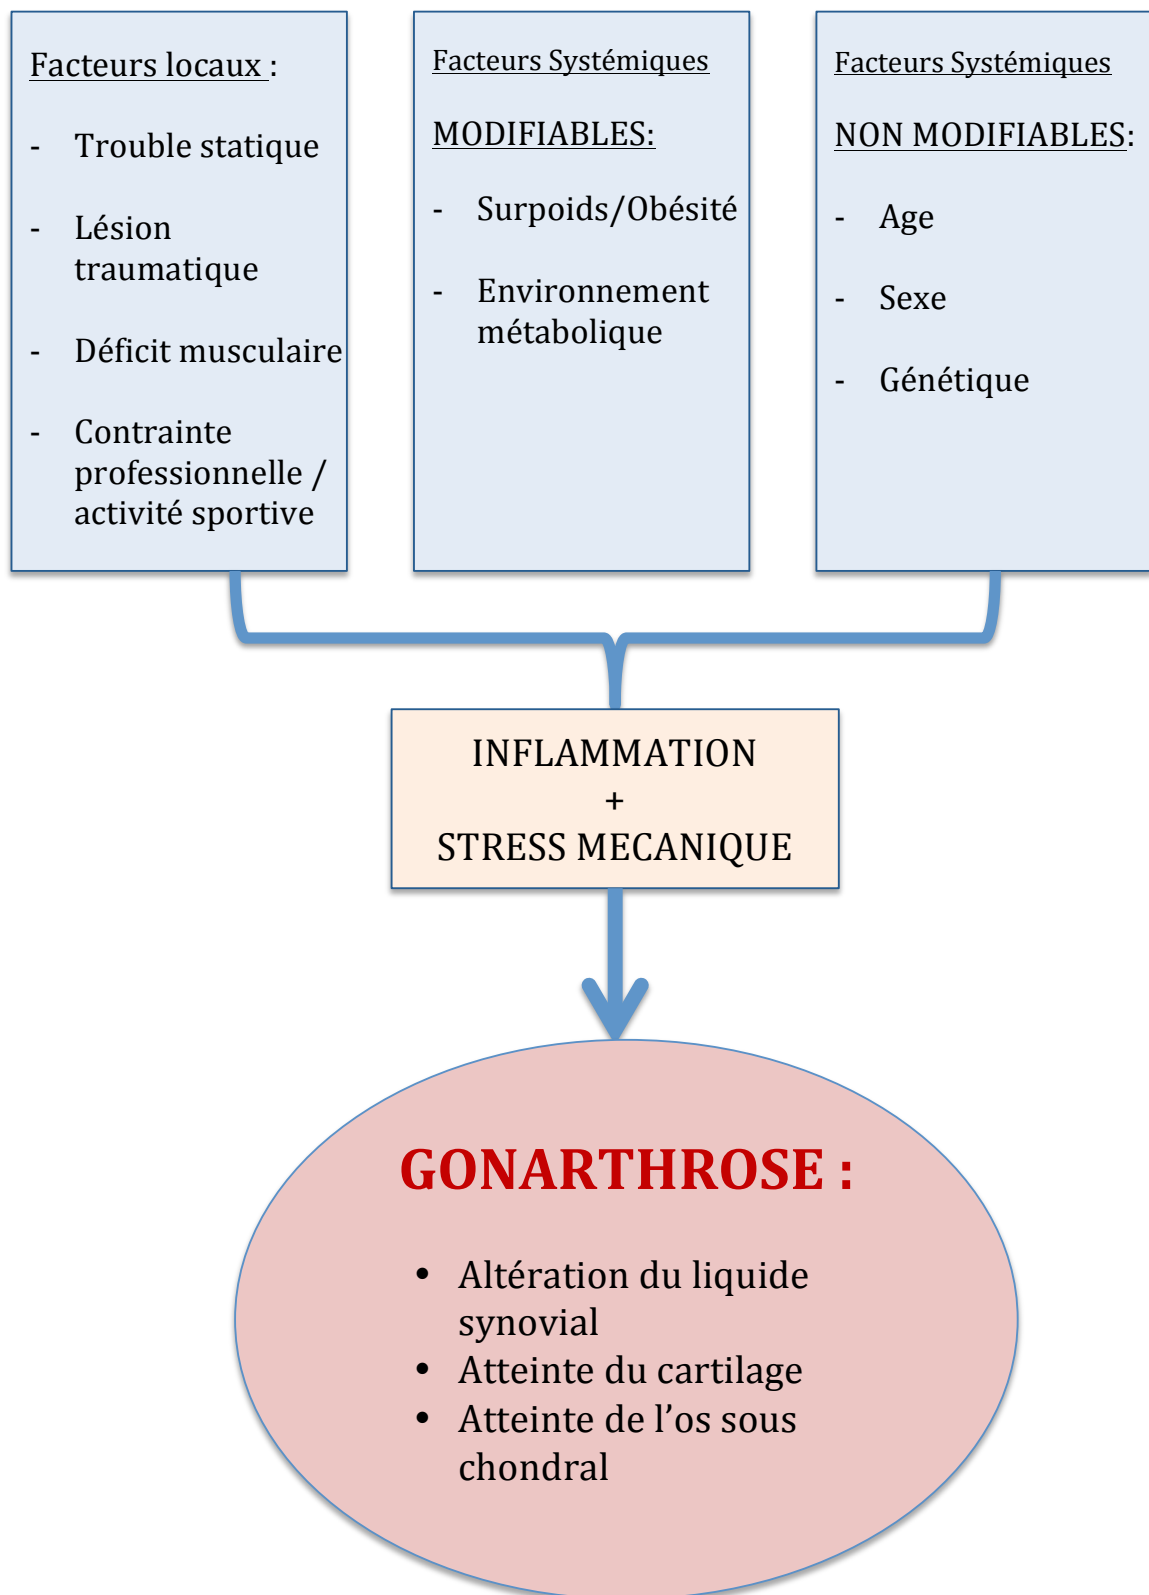 Facteurs locaux :
- Trouble statique
- Lésion
traumatique
- Déficit musculaire
- Contrainte
professionnelle /
activité sportive
Facteurs Systémiques
MODIFIABLES:
- Surpoids/Obésité
- Environnement
métabolique
Facteurs Systémiques
NON MODIFIABLES:
- Age
- Sexe
- Génétique
INFLAMMATION
+
STRESS MECANIQUE
GONARTHROSE :
• Altération du liquide
synovial
• Atteinte du cartilage
• Atteinte de l’os sous
chondral